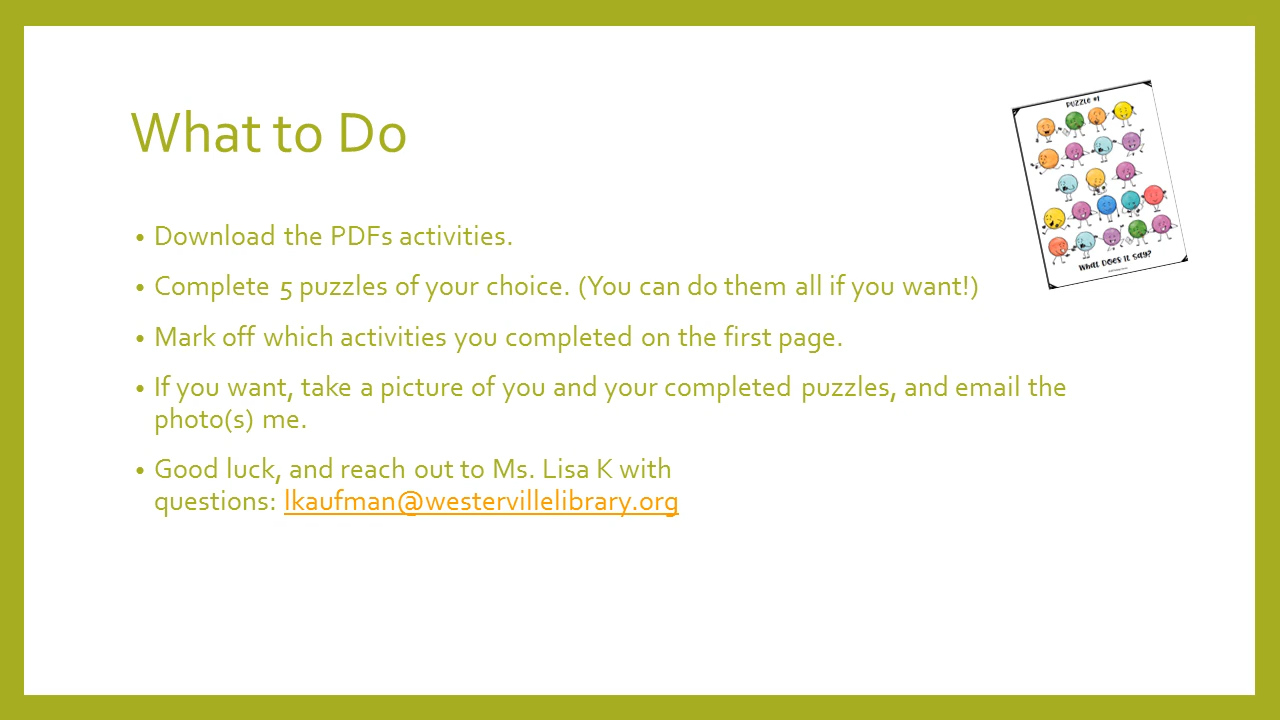 What to Do
PUZZLE #1
• Download the PDFs activities.
What Does it Say?
• Complete 5 puzzles of your choice. (You can do them all if you want!)
• Mark off which activities you completed on the first page.
• If you want, take a picture of you and your completed puzzles, and email the
photo(s) me.
• Good luck, and reach out to Ms. Lisa K with
questions: lkaufman@westervillelibrary.org